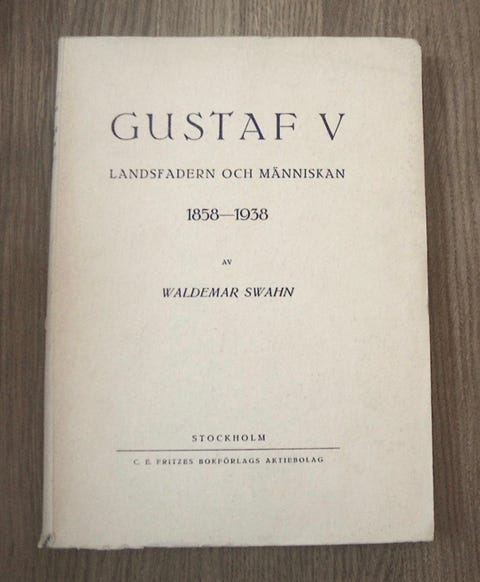 GUSTAF V
LANDSFADERN OCH MÄNNISKAN
1858—1938
AV
WALDEMAR SWAHN
STOCKHOLM
C. E. FRITZES BOKFÖRLAGS AKTIEBOLAG